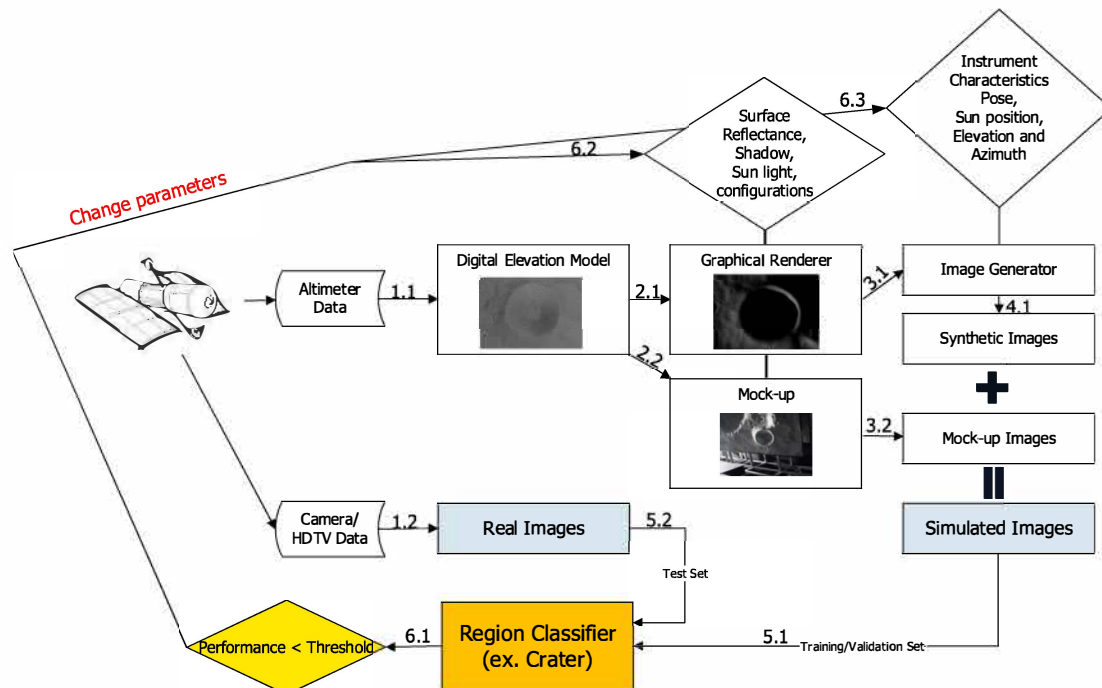 Instrument
Characteristics
Pose,
Sun position,
Elevation and
Azimuth
6.3
Surface
Reflectance,
Shadow,
Sun light,
configurations
6.2
Change parameters
Altimeter
Data
1.1
Digital Elevation Model
2.1
2.2
Graphical Renderer
3.1
Image Generator
4.1
Synthetic Images
Mock-up
3.2
Mock-up Images
Camera/
HDTV Data
1.2
Real Images
5.2
Simulated Images
Test Set
Performance < Threshold
6.1
Region Classifier
(ex. Crater)
5.1
Training/Validation Set